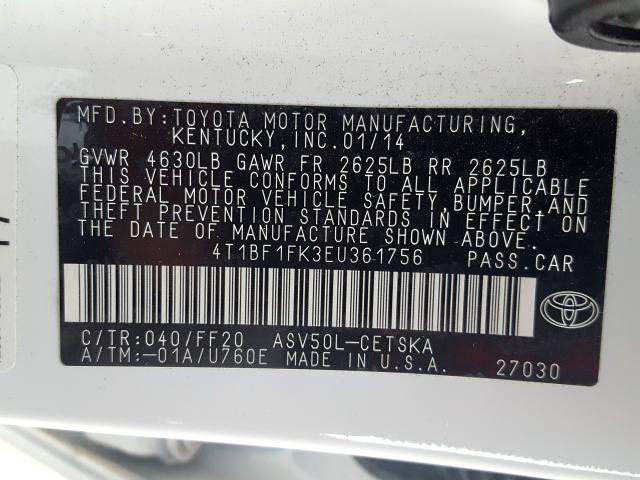 MFD.BY:TOYOTA MOTOR MANUFACTURING,
KENTUCKY, INC. 01/14
GVWR 4630LB GAWR FR 2625LB RR 2625LB
THIS VEHICLE CONFORMS TO ALL APPLICABLE
FEDERAL MOTOR VEHICLE SAFETY,BUMPER,AND
THEFT PREVENTION STANDARDS IN EFFECT ON
THE DATE OF MANUFACTURE SHOWN ABOVE.
4T1BF1FK3EU361756 PASS.CAR
C/TR:040/FF20 ASV50L-CETSKA
A/TM:-01A/U760E MADE IN U.S.A. 27030